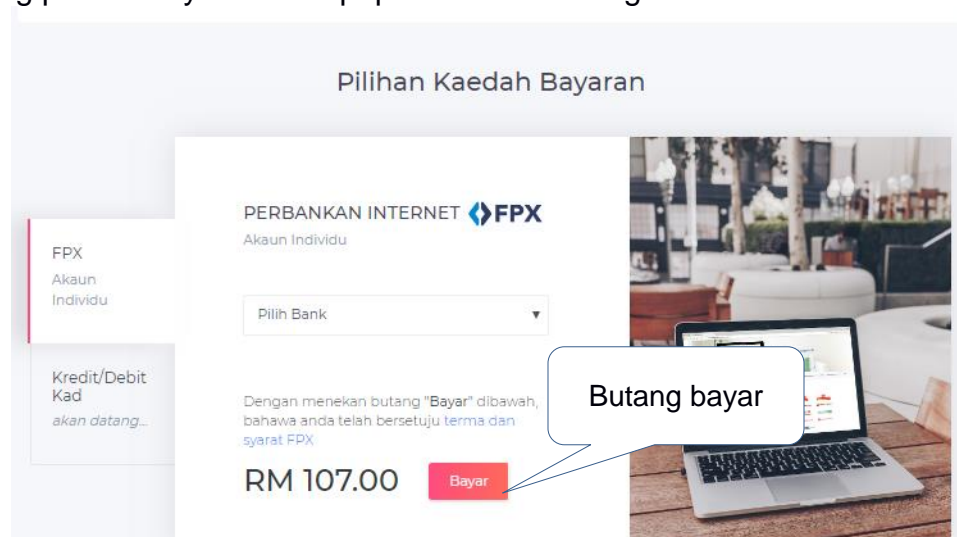 Pilihan Kaedah Bayaran
PERBANKAN INTERNET FPX
Akaun Individu
FPX
Akaun
Individu
Pilih Bank
Kredit/Debit
Kad
akan datang...
Dengan menekan butang "Bayar" dibawah,
bahawa anda telah bersetuju terma dan
syarat FPX
RM 107.00
Bayar
Butang bayar